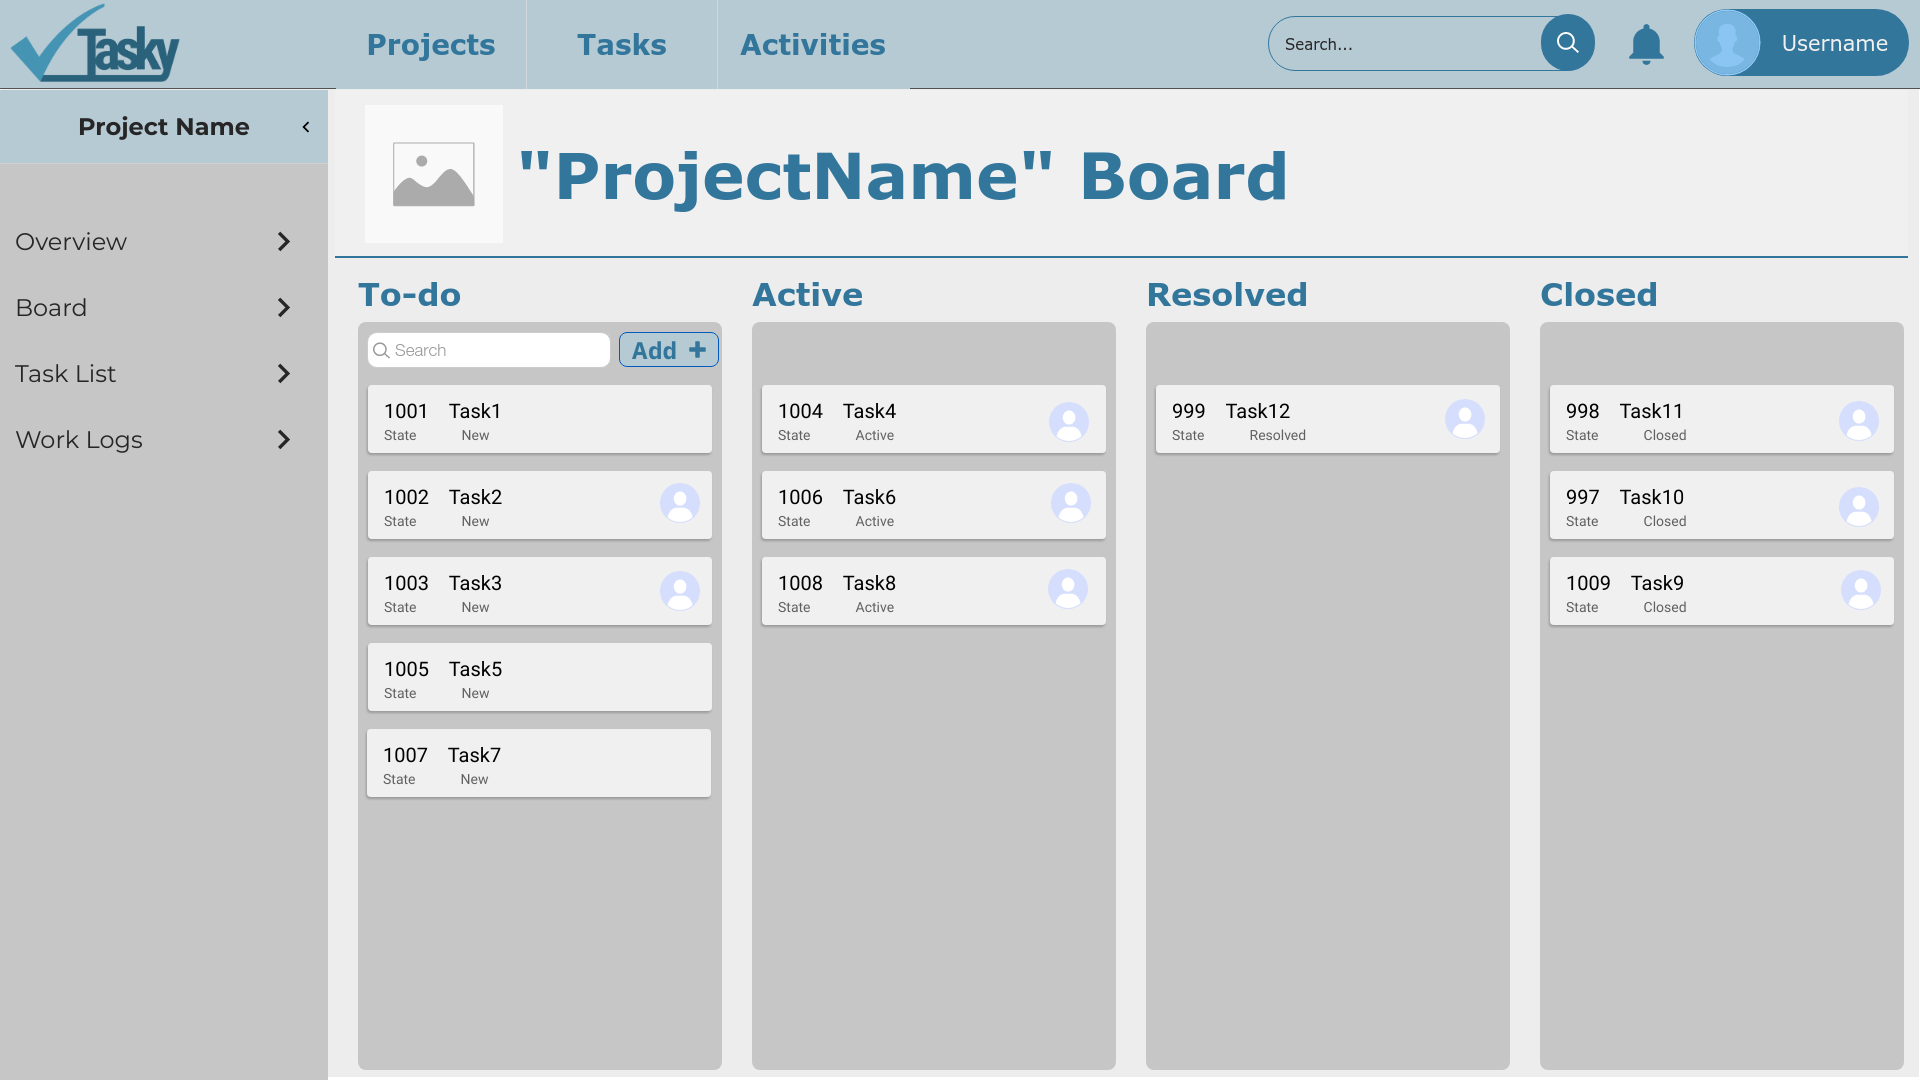 Tasky
Projects
Tasks
Activities
Search...
Username
Project Name
Overview
Board
Task List
Work Logs
"ProjectName" Board
To-do
Search
Add
1001 Task1
State New
1002 Task2
State New
1003 Task3
State New
1005 Task5
State New
1007 Task7
State New
Active
1004 Task4
State Active
1006 Task6
State Active
1008 Task8
State Active
Resolved
999 Task12
State Resolved
Closed
998 Task11
State Closed
997 Task10
State Closed
1009 Task9
State Closed